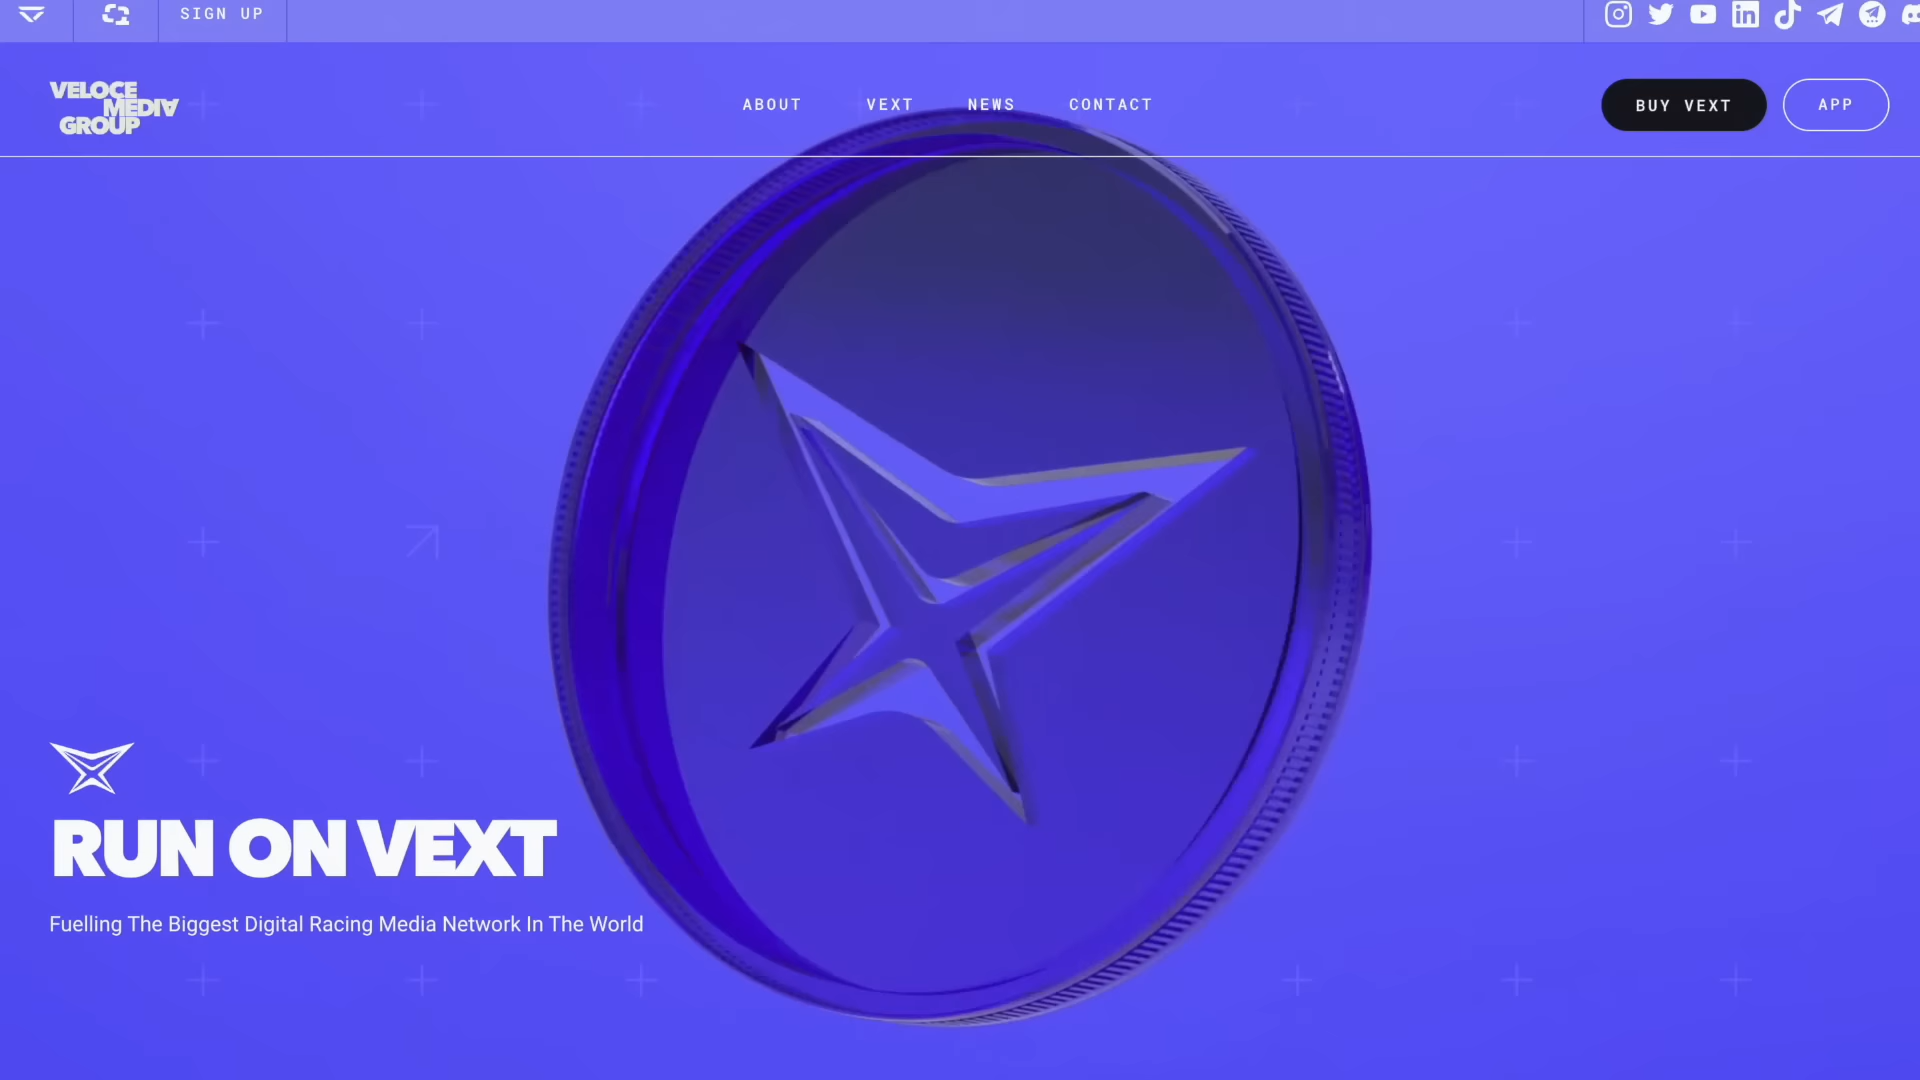 SIGN UP
VELOCE
MEDIA
GROUP
ABOUT
VEXT
NEWS
CONTACT
BUY VEXT
APP
RUN ON VEXT
Fuelling The Biggest Digital Racing Media Network In The World